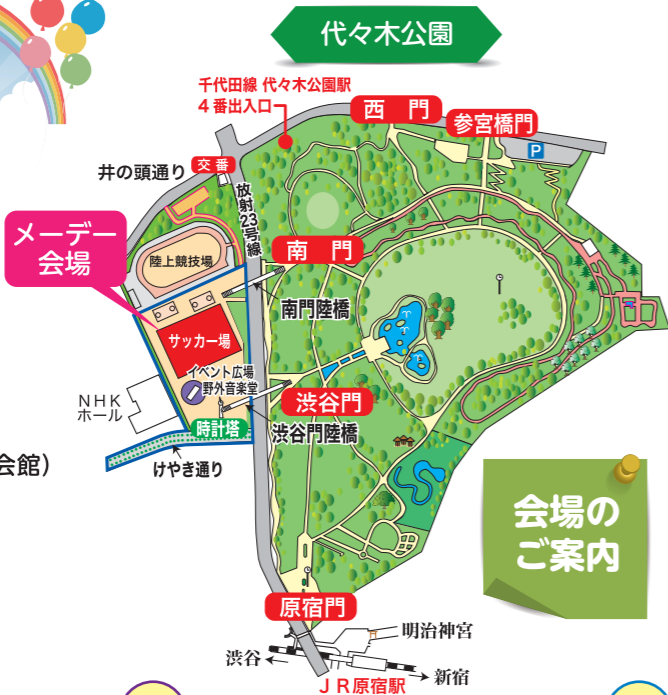 代々木公園
千代田線 代々木公園駅
4番出入口
西 門
参宮橋門
P
井の頭通り
交番
放射23号線
メーデー
会場
陸上競技場
南 門
南門陸橋
サッカー場
イベント広場
野外音楽堂
NHK
ホール
渋谷門
時計塔
渋谷門陸橋
会館）
けやき通り
会場の
ご案内
原宿門
明治神宮
渋谷
新宿
JR原宿駅